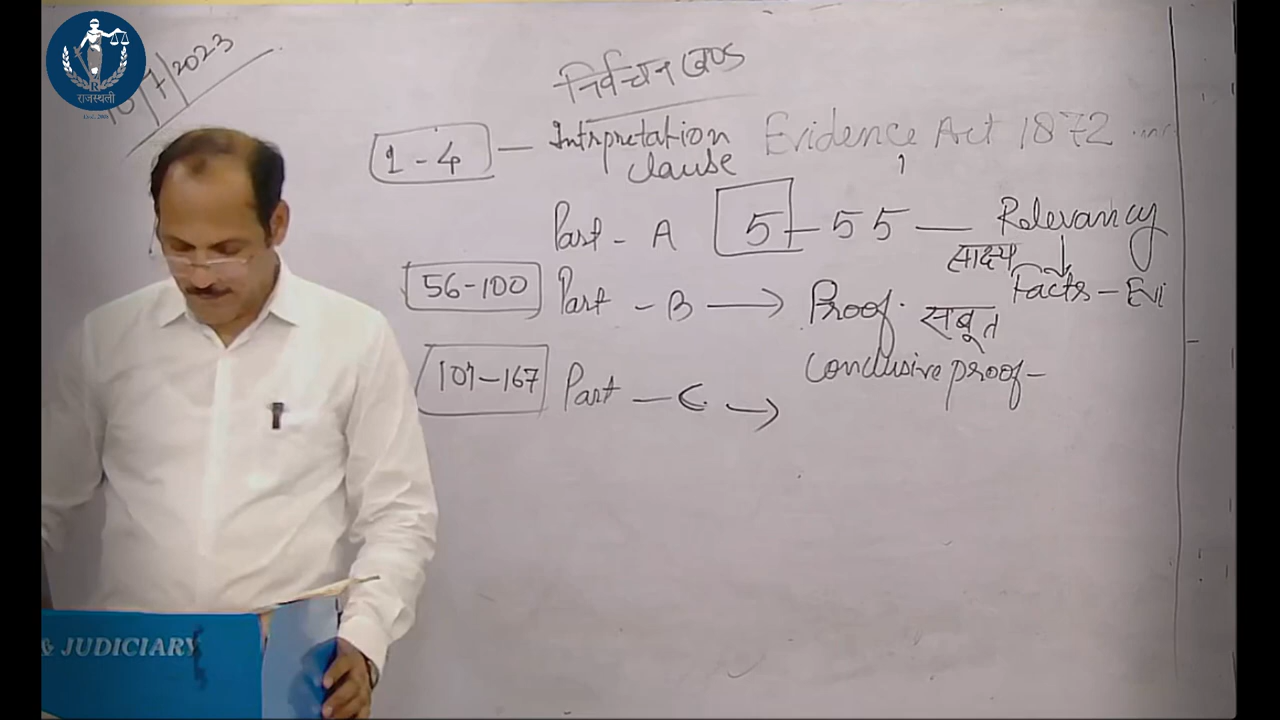 राजस्थली
10/7/2023
निर्वचन खण्ड
1-4 — Intrpretation Evidence Act 1872
clause
Part - A 5 - 55 — Relevancy
साक्ष्य
Facts - Evi
56-100 Part - B → Proof. सबूत
Conclusive proof -
101-167 Part - C. →
& JUDICIARY